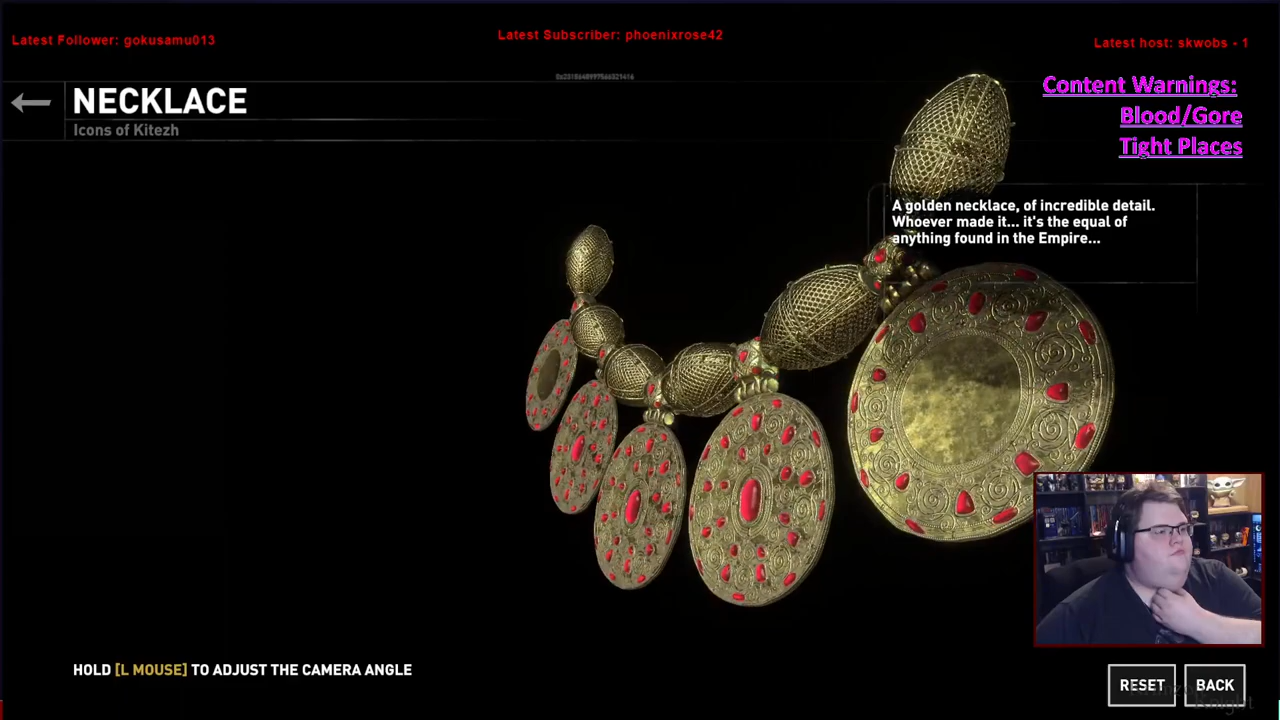 Latest Follower: gokusamu013
Latest Subscriber: phoenixrose42
Latest host: skwobs - 1
NECKLACE
Icons of Kitezh
Content Warnings:
Blood/Gore
Tight Places
A golden necklace, of incredible detail.
Whoever made it... it's the equal of
anything found in the Empire...
HOLD [L MOUSE] TO ADJUST THE CAMERA ANGLE
RESET
BACK